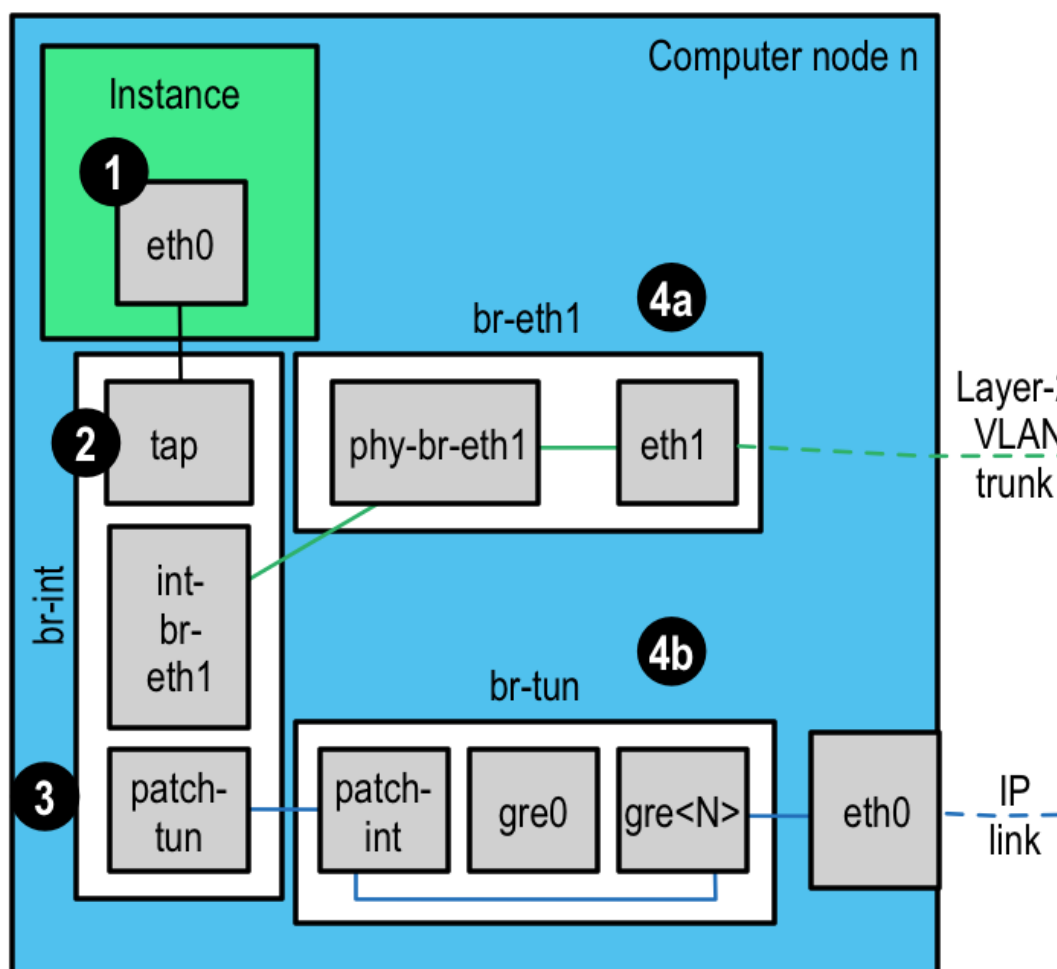 Computer node n
Instance
1
eth0
4a
br-eth1
2
tap
phy-br-eth1
eth1
Layer-2
VLAN
trunk
br-int
int-
br-
eth1
4b
br-tun
3
patch-
tun
patch-
int
gre0
gre<N>
eth0
IP
link